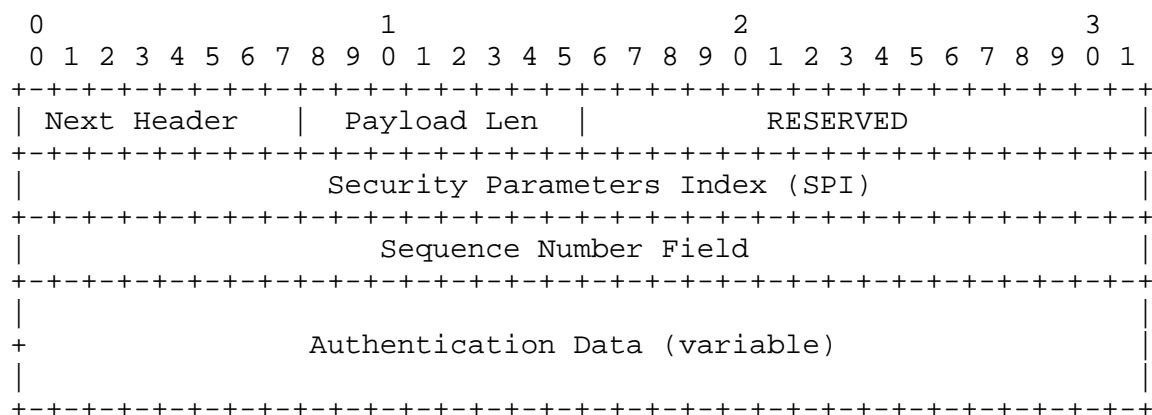 0                   1                   2                   3
 0 1 2 3 4 5 6 7 8 9 0 1 2 3 4 5 6 7 8 9 0 1 2 3 4 5 6 7 8 9 0 1
+-+-+-+-+-+-+-+-+-+-+-+-+-+-+-+-+-+-+-+-+-+-+-+-+-+-+-+-+-+-+-+-+
| Next Header   |  Payload Len  |          RESERVED             |
+-+-+-+-+-+-+-+-+-+-+-+-+-+-+-+-+-+-+-+-+-+-+-+-+-+-+-+-+-+-+-+-+
|                 Security Parameters Index (SPI)               |
+-+-+-+-+-+-+-+-+-+-+-+-+-+-+-+-+-+-+-+-+-+-+-+-+-+-+-+-+-+-+-+-+
|                    Sequence Number Field                      |
+-+-+-+-+-+-+-+-+-+-+-+-+-+-+-+-+-+-+-+-+-+-+-+-+-+-+-+-+-+-+-+-+
|                                                               |
+                Authentication Data (variable)                 |
|                                                               |
+-+-+-+-+-+-+-+-+-+-+-+-+-+-+-+-+-+-+-+-+-+-+-+-+-+-+-+-+-+-+-+-+